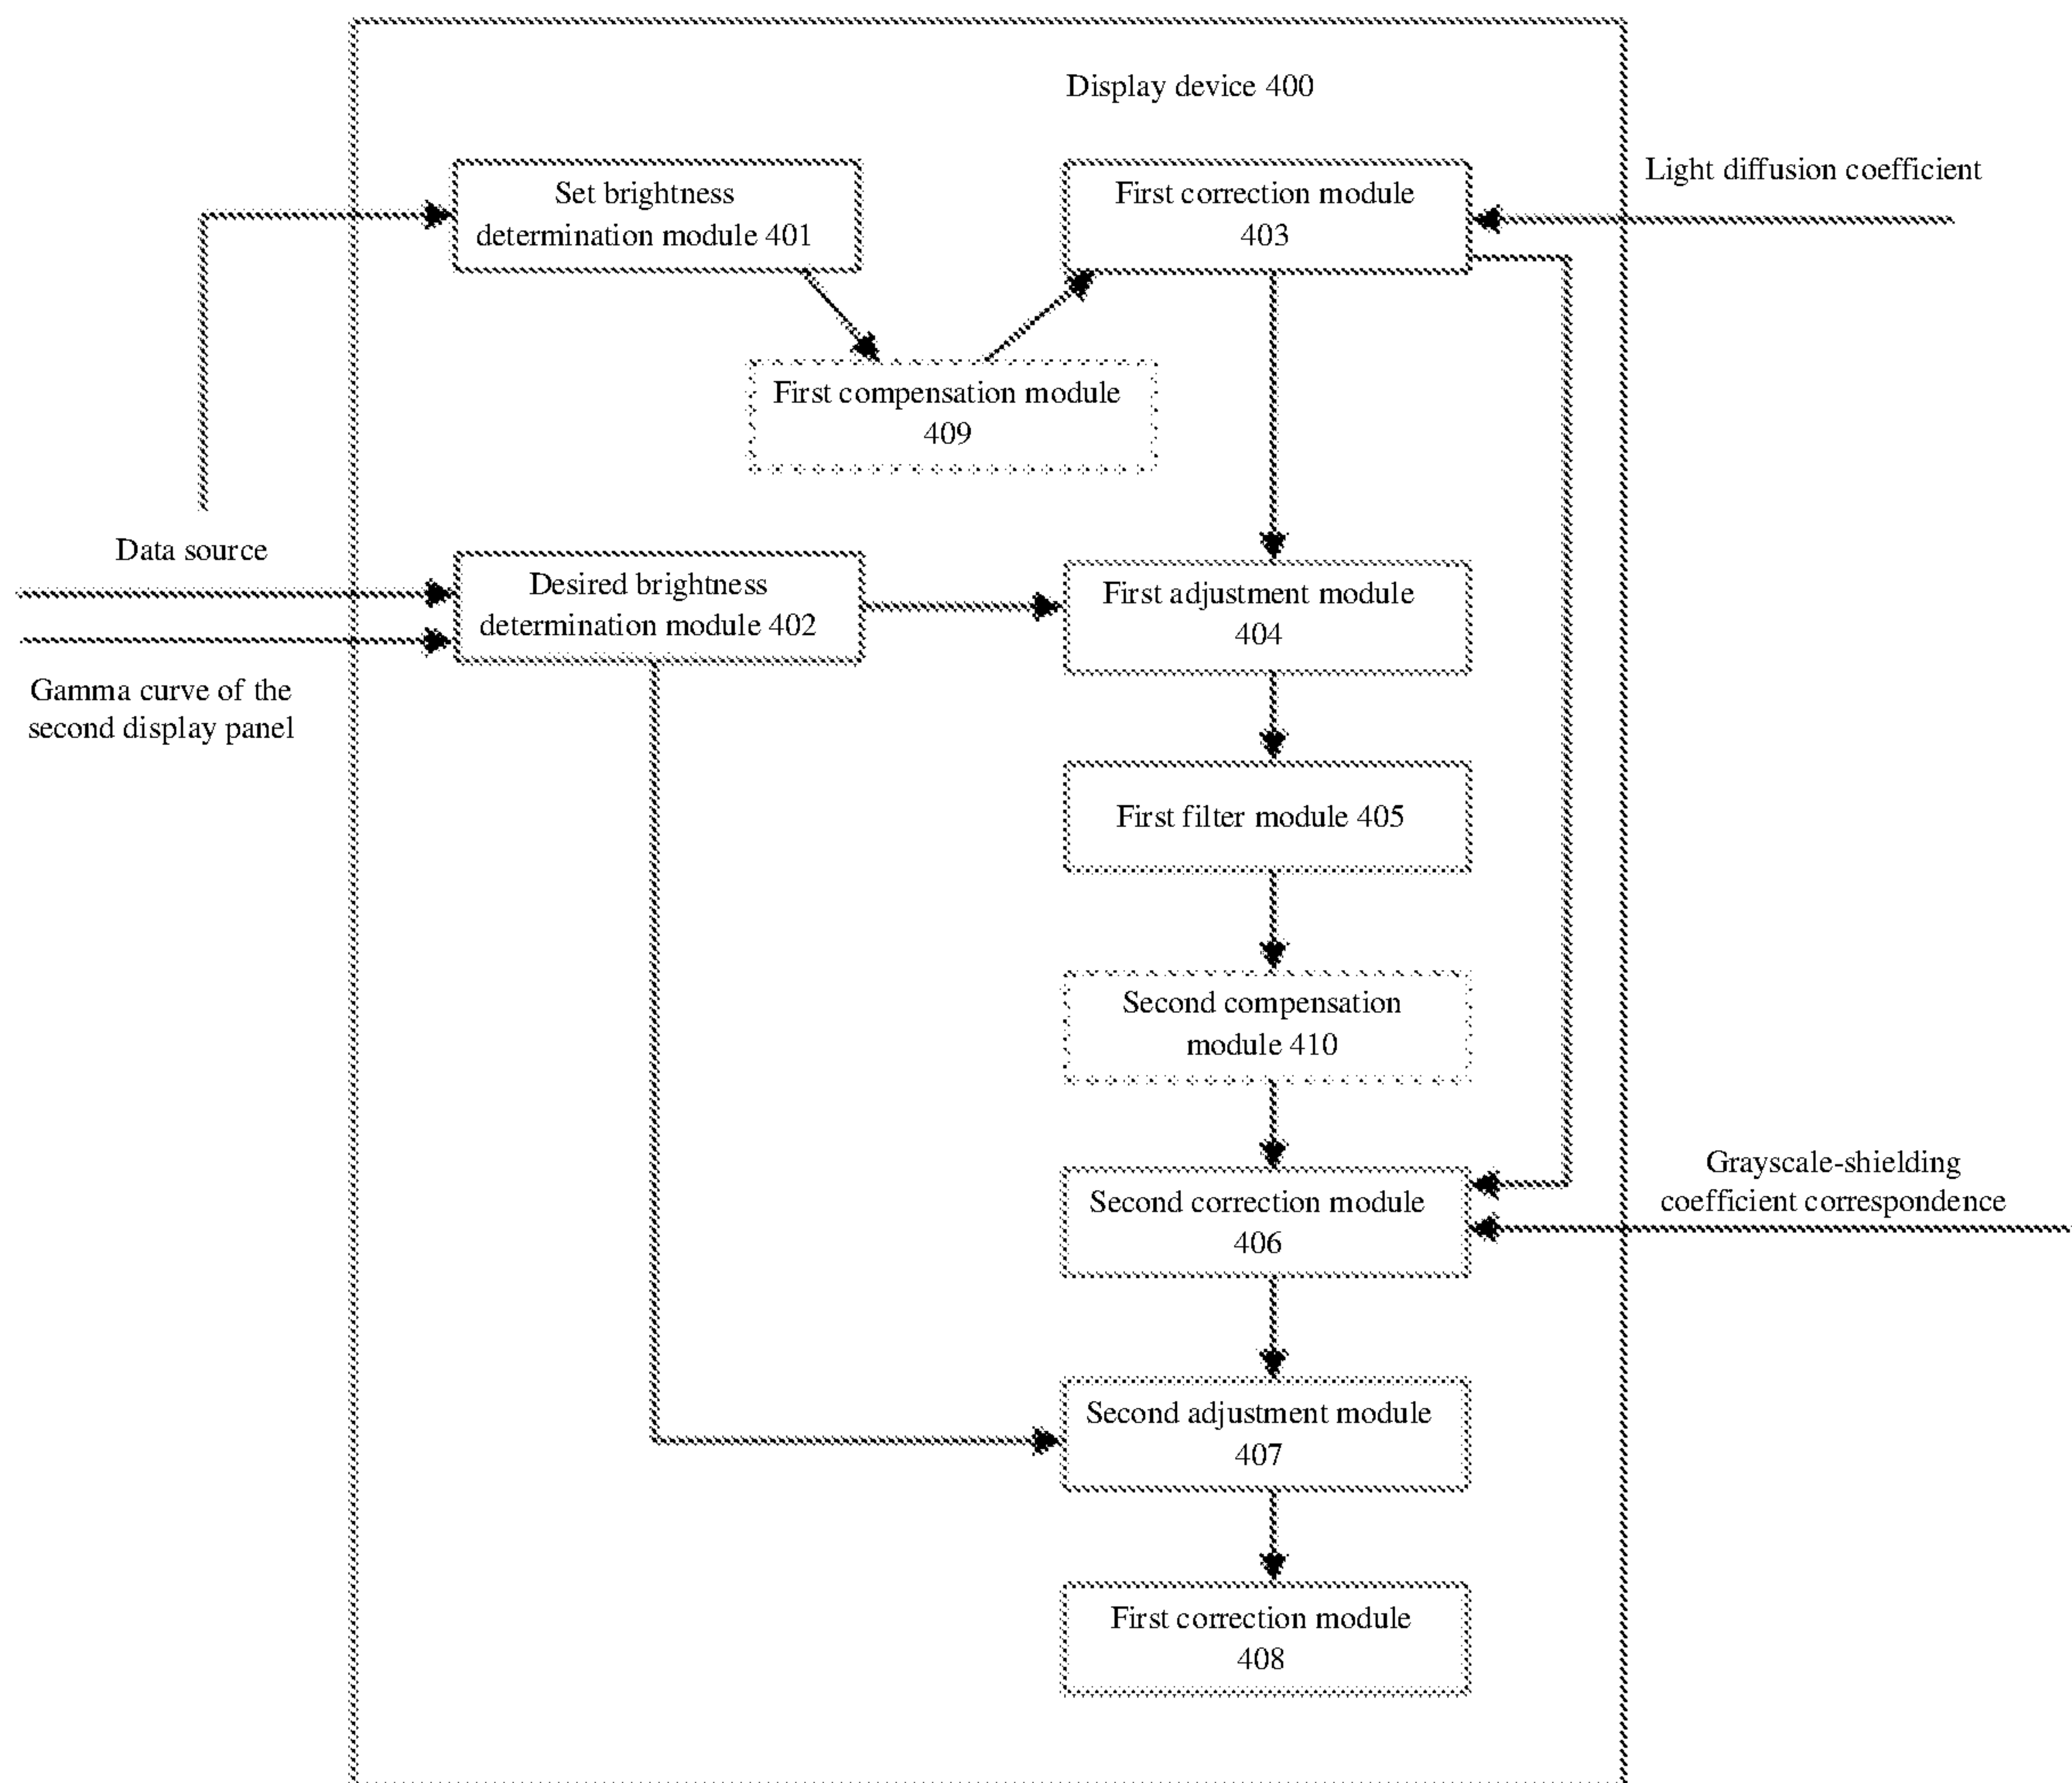 Display device 400
Set brightness
determination module 401
First correction module
403
Light diffusion coefficient
First compensation module
409
Data source
Desired brightness
determination module 402
First adjustment module
404
Gamma curve of the
second display panel
First filter module 405
Second compensation
module 410
Second correction module
406
Grayscale-shielding
coefficient correspondence
Second adjustment module
407
First correction module
408